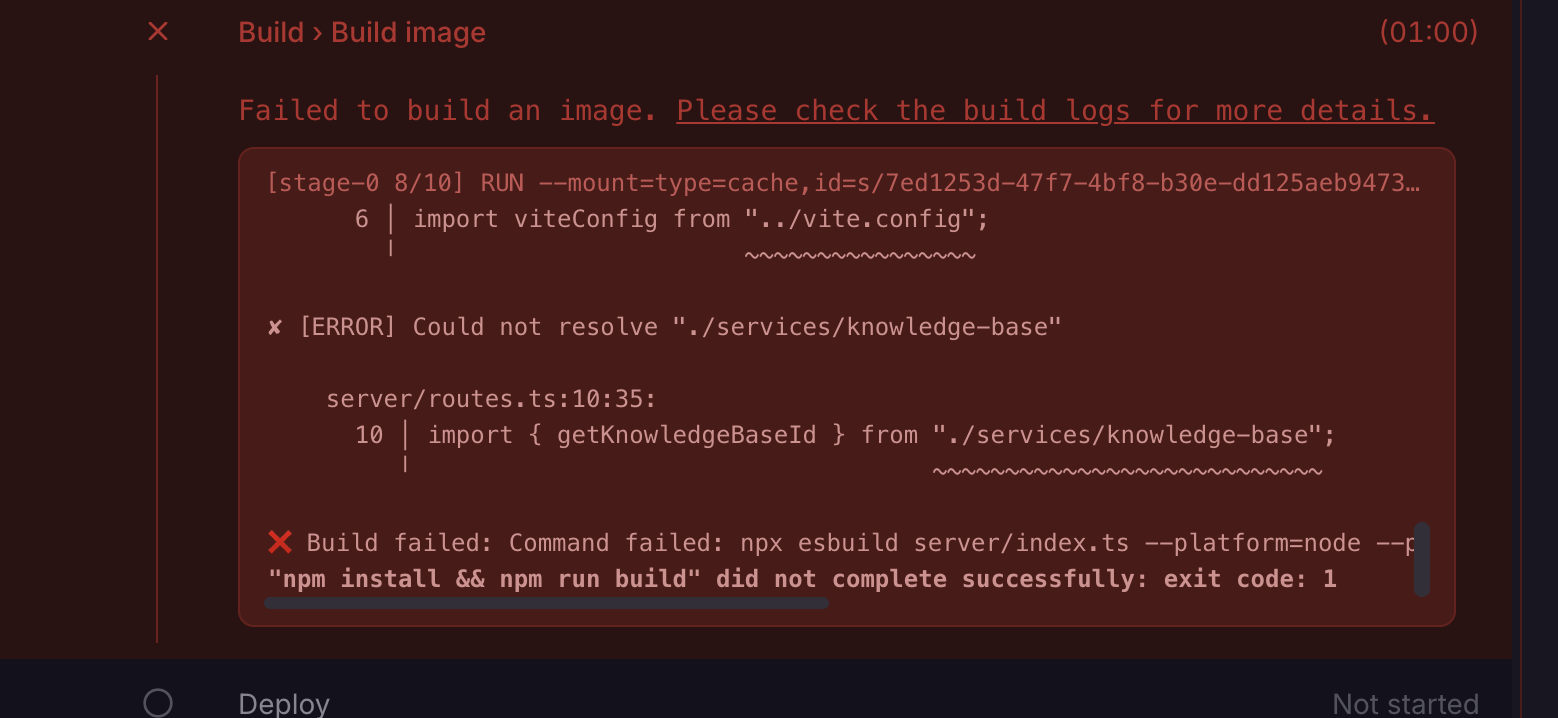 ✕ Build › Build image (01:00)
Failed to build an image. Please check the build logs for more details.
[stage-0 8/10] RUN --mount=type=cache,id=s/7ed1253d-47f7-4bf8-b30e-dd125aeb9473…
6 │ import viteConfig from "../vite.config";
╵ ~~~~~~~~~~~~~~~~
✘ [ERROR] Could not resolve "./services/knowledge-base"
server/routes.ts:10:35:
10 │ import { getKnowledgeBaseId } from "./services/knowledge-base";
╵ ~~~~~~~~~~~~~~~~~~~~~~~~~~~
❌ Build failed: Command failed: npx esbuild server/index.ts --platform=node --p
"npm install && npm run build" did not complete successfully: exit code: 1
Deploy Not started